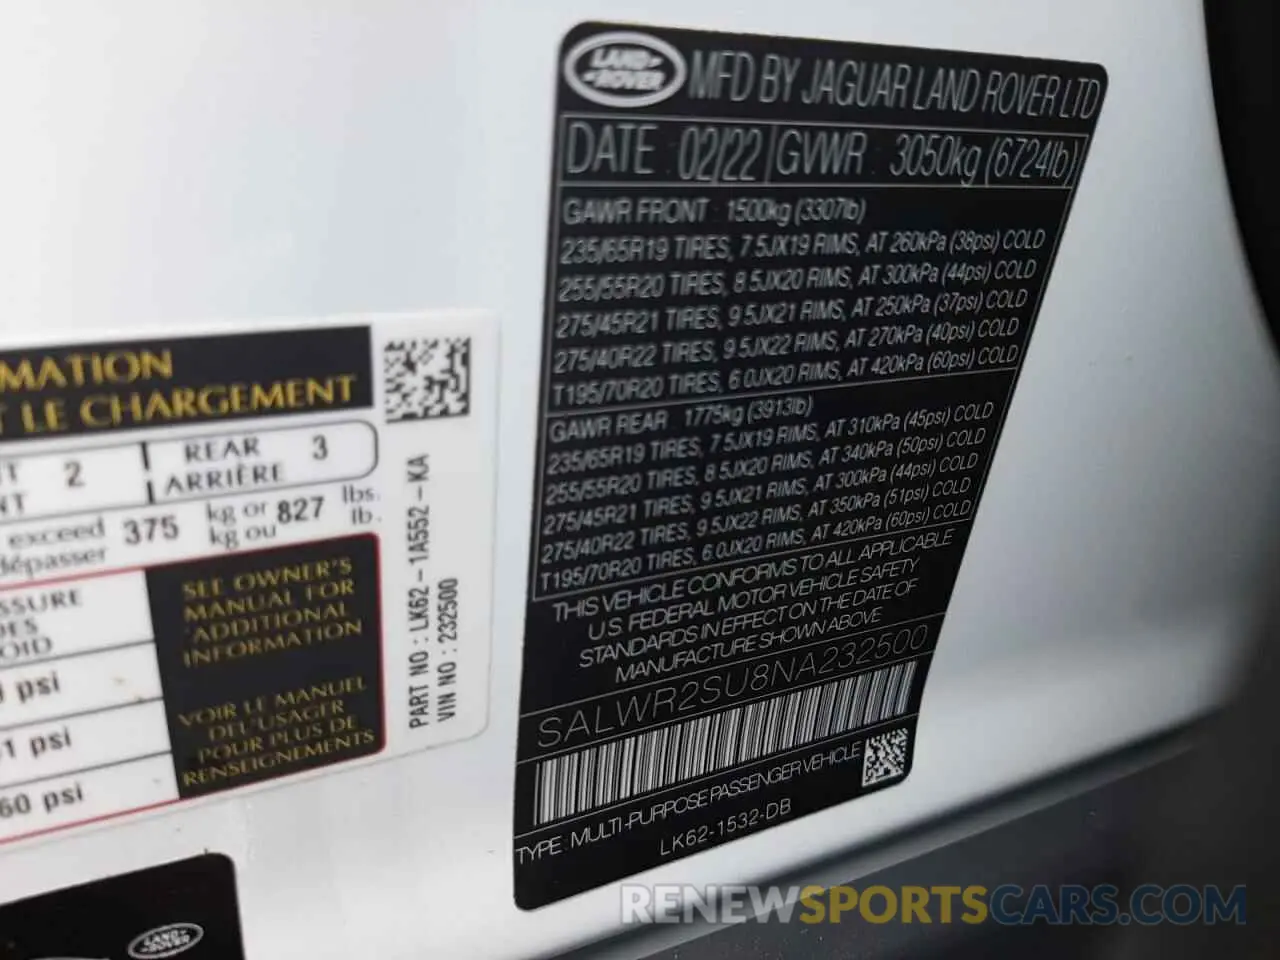 MATION
T LE CHARGEMENT
T 2 REAR 3
NT ARRIÈRE
exceed 375 kg or 827 lbs.
dépasser kg ou lb.
SSURE
DES
OID
psi
1 psi
60 psi
SEE OWNER'S
MANUAL FOR
ADDITIONAL
INFORMATION
VOIR LE MANUEL
DE L'USAGER
POUR PLUS DE
RENSEIGNEMENTS
PART NO : LK62-1A552-KA
VIN NO : 232500
LAND-
-ROVER
MFD BY JAGUAR LAND ROVER LTD
DATE : 02/22 GVWR : 3050kg (6724lb)
GAWR FRONT : 1500kg (3307lb)
235/65R19 TIRES, 7.5JX19 RIMS, AT 260kPa (38psi) COLD
255/55R20 TIRES, 8.5JX20 RIMS, AT 300kPa (44psi) COLD
275/45R21 TIRES, 9.5JX21 RIMS, AT 250kPa (37psi) COLD
275/40R22 TIRES, 9.5JX22 RIMS, AT 270kPa (40psi) COLD
T195/70R20 TIRES, 6.0JX20 RIMS, AT 420kPa (60psi) COLD
GAWR REAR : 1775kg (3913lb)
235/65R19 TIRES, 7.5JX19 RIMS, AT 310kPa (45psi) COLD
255/55R20 TIRES, 8.5JX20 RIMS, AT 340kPa (50psi) COLD
275/45R21 TIRES, 9.5JX21 RIMS, AT 300kPa (44psi) COLD
275/40R22 TIRES, 9.5JX22 RIMS, AT 350kPa (51psi) COLD
T195/70R20 TIRES, 6.0JX20 RIMS, AT 420kPa (60psi) COLD
THIS VEHICLE CONFORMS TO ALL APPLICABLE
U.S. FEDERAL MOTOR VEHICLE SAFETY
STANDARDS IN EFFECT ON THE DATE OF
MANUFACTURE SHOWN ABOVE
SALWR2SU8NA232500
TYPE: MULTI-PURPOSE PASSENGER VEHICLE
LK62-1532-DB
LAND-
-ROVER
RENEWSPORTSCARS.COM